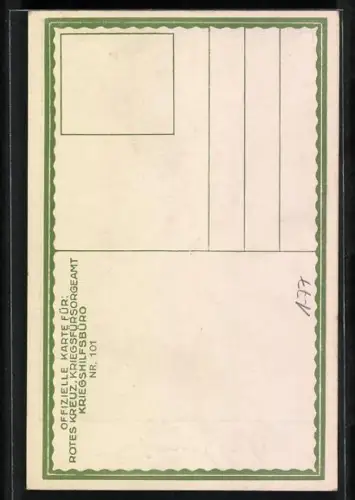 OFFIZIELLE KARTE FÜR:
ROTES KREUZ, KRIEGSFÜRSORGEAMT
KRIEGSHILFSBÜRO
NR. 101
1-77